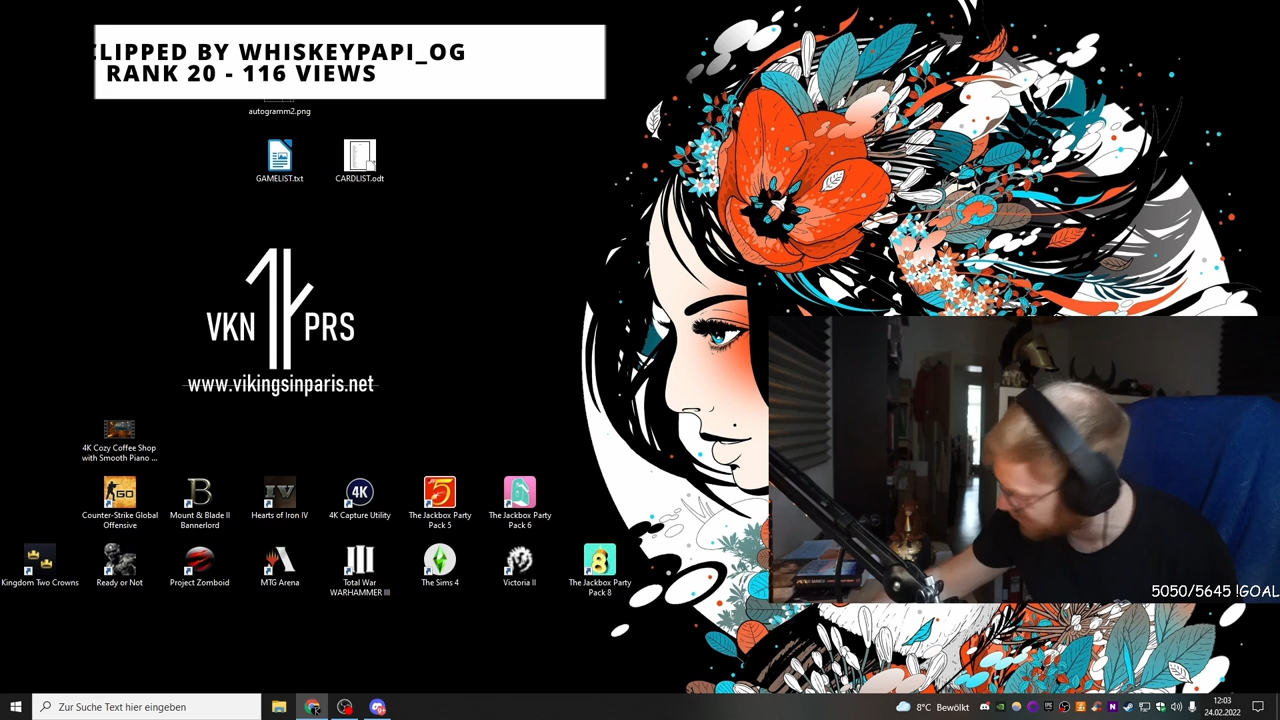 CLIPPED BY WHISKEYPAPI_OG
RANK 20 - 116 VIEWS
autogramm2.png
GAMELIST.txt
CARDLIST.odt
VKN PRS
www.vikingsinparis.net
4K Cozy Coffee Shop
with Smooth Piano ...
Counter-Strike Global
Offensive
Mount & Blade II
Bannerlord
Hearts of Iron IV
4K Capture Utility
The Jackbox Party
Pack 5
The Jackbox Party
Pack 6
Kingdom Two Crowns
Ready or Not
Project Zomboid
MTG Arena
Total War
WARHAMMER III
The Sims 4
Victoria II
The Jackbox Party
Pack 8
5050/5645 !GOAL
Zur Suche Text hier eingeben
8°C Bewölkt
12:03
24.02.2022